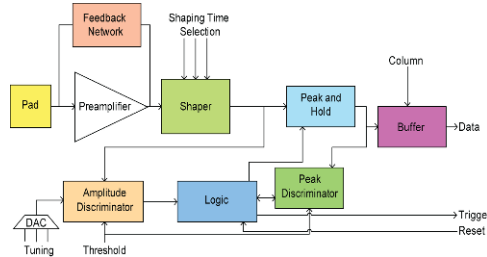 Feedback
Network
Shaping Time
Selection
Column
Pad
Preamplifier
Shaper
Peak and
Hold
Buffer
Data
Amplitude
Discriminator
Logic
Peak
Discriminator
DAC
Trigge
Reset
Tuning
Threshold